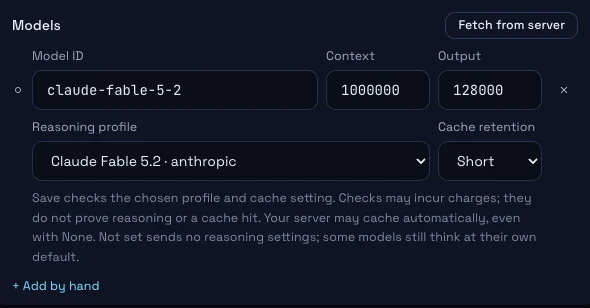 Models
Fetch from server
Model ID
Context
Output
claude-fable-5-2
1000000
128000
×
Reasoning profile
Cache retention
Claude Fable 5.2 · anthropic
Short
Save checks the chosen profile and cache setting. Checks may incur charges; they
do not prove reasoning or a cache hit. Your server may cache automatically, even
with None. Not set sends no reasoning settings; some models still think at their own
default.
+ Add by hand